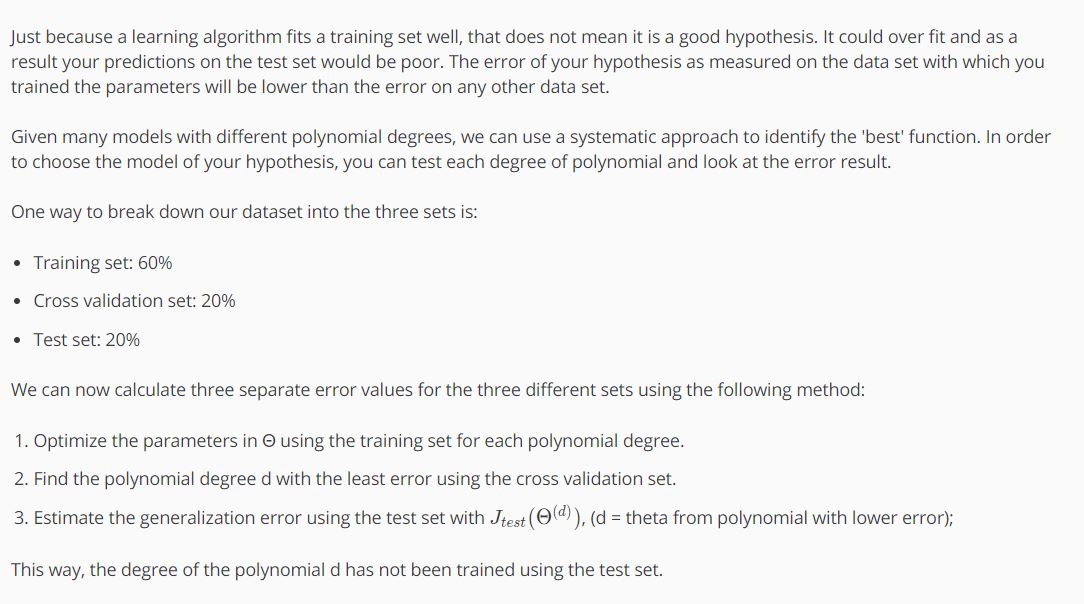 Just because a learning algorithm fits a training set well, that does not mean it is a good hypothesis. It could over fit and as a
result your predictions on the test set would be poor. The error of your hypothesis as measured on the data set with which you
trained the parameters will be lower than the error on any other data set.
Given many models with different polynomial degrees, we can use a systematic approach to identify the 'best' function. In order
to choose the model of your hypothesis, you can test each degree of polynomial and look at the error result.
One way to break down our dataset into the three sets is:
• Training set: 60%
• Cross validation set: 20%
• Test set: 20%
We can now calculate three separate error values for the three different sets using the following method:
1. Optimize the parameters in Θ using the training set for each polynomial degree.
2. Find the polynomial degree d with the least error using the cross validation set.
3. Estimate the generalization error using the test set with J_{test}(Θ^{(d)}), (d = theta from polynomial with lower error);
This way, the degree of the polynomial d has not been trained using the test set.